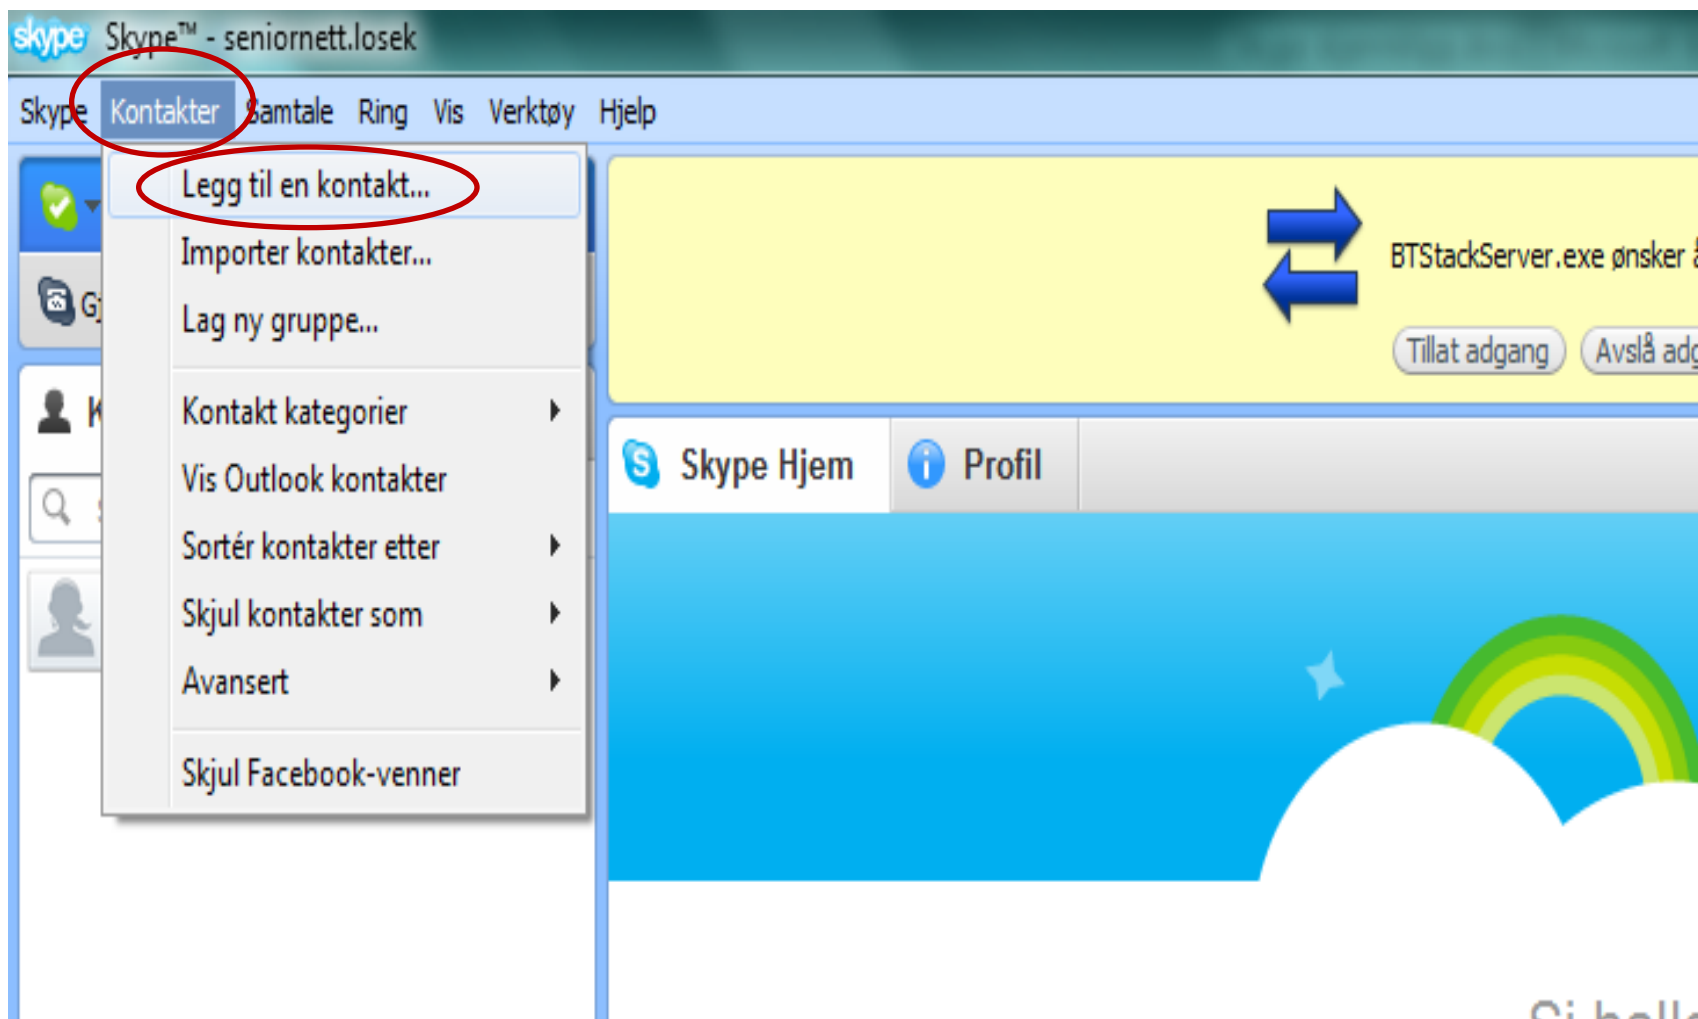 skype Skype™ - seniornett.losek
Skype Kontakter Samtale Ring Vis Verktøy Hjelp
Legg til en kontakt...
Importer kontakter...
Lag ny gruppe...
Kontakt kategorier
Vis Outlook kontakter
Sortér kontakter etter
Skjul kontakter som
Avansert
Skjul Facebook-venner
BTStackServer.exe ønsker å
Tillat adgang Avslå
Skype Hjem Profil